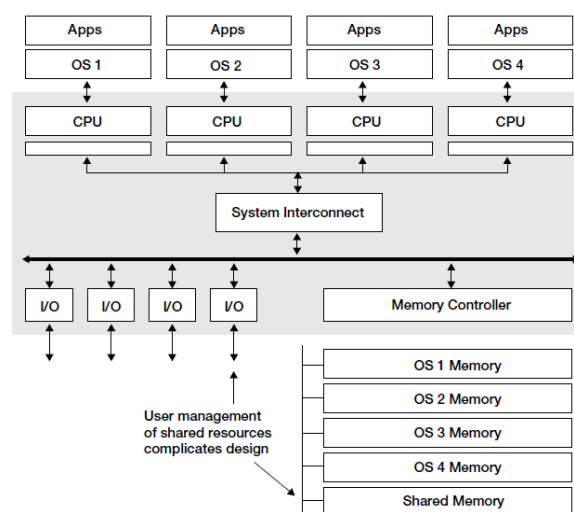 Apps Apps Apps Apps
OS 1 OS 2 OS 3 OS 4
CPU CPU CPU CPU
System Interconnect
I/O I/O I/O I/O Memory Controller
OS 1 Memory
OS 2 Memory
OS 3 Memory
OS 4 Memory
Shared Memory
User management
of shared resources
complicates design